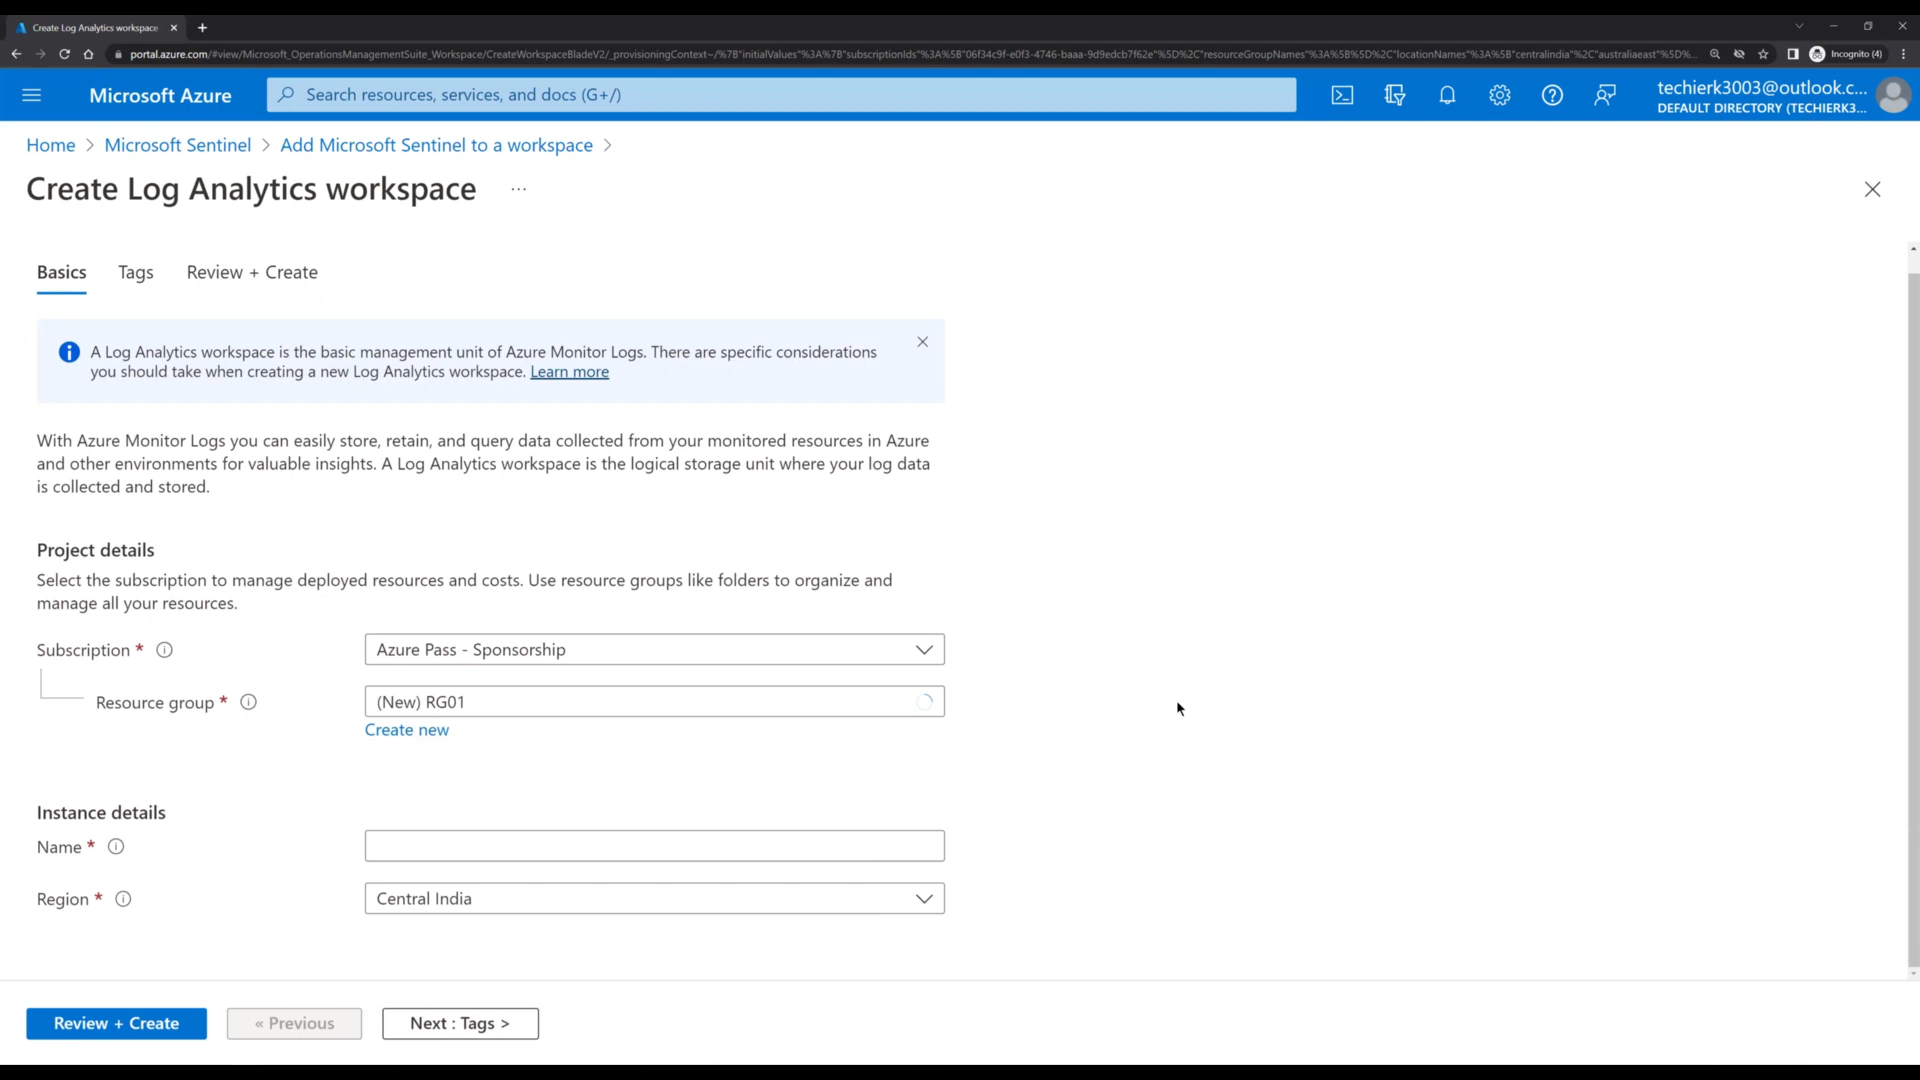 Create Log Analytics workspace
portal.azure.com/#view/Microsoft_OperationsManagementSuite_Workspace/CreateWorkspaceBladeV2/_provisioningContext~/%7B"initialValues"%3A%7B"subscriptionIds"%3A%5B"06f34c9f-e0f3-4746-baaa-9d9edcb7f62e"%5D%2C"resourceGroupNames"%3A%5B%5D%2C"locationNames"%3A%5B"centralindia"%2C"australiaeast"%5D%... Incognito (4)
Microsoft Azure
Search resources, services, and docs (G+/)
techierk3003@outlook.c...
DEFAULT DIRECTORY (TECHIERK3...
Home > Microsoft Sentinel > Add Microsoft Sentinel to a workspace >
Create Log Analytics workspace ...
Basics Tags Review + Create
A Log Analytics workspace is the basic management unit of Azure Monitor Logs. There are specific considerations
you should take when creating a new Log Analytics workspace. Learn more
With Azure Monitor Logs you can easily store, retain, and query data collected from your monitored resources in Azure
and other environments for valuable insights. A Log Analytics workspace is the logical storage unit where your log data
is collected and stored.
Project details
Select the subscription to manage deployed resources and costs. Use resource groups like folders to organize and
manage all your resources.
Subscription * Azure Pass - Sponsorship
Resource group * (New) RG01
Create new
Instance details
Name *
Region * Central India
Review + Create « Previous Next : Tags >